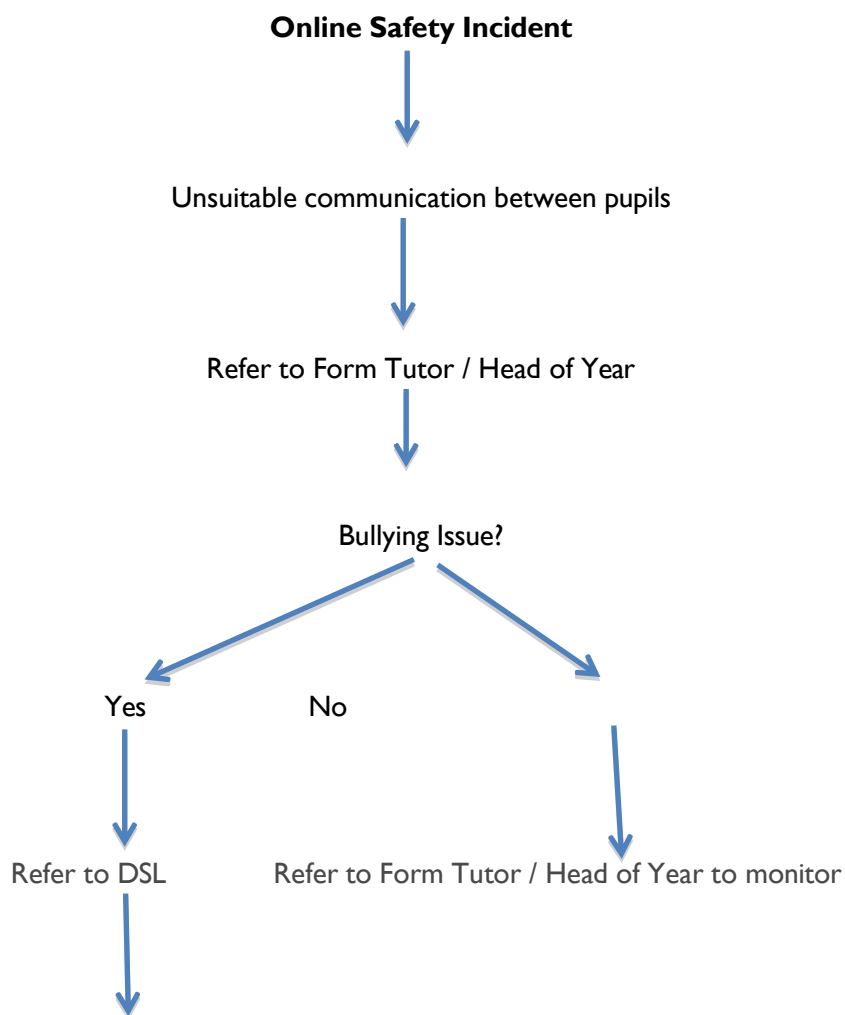 Online Safety Incident
Unsuitable communication between pupils
Refer to Form Tutor / Head of Year
Bullying Issue?
Yes No
Refer to DSL Refer to Form Tutor / Head of Year to monitor